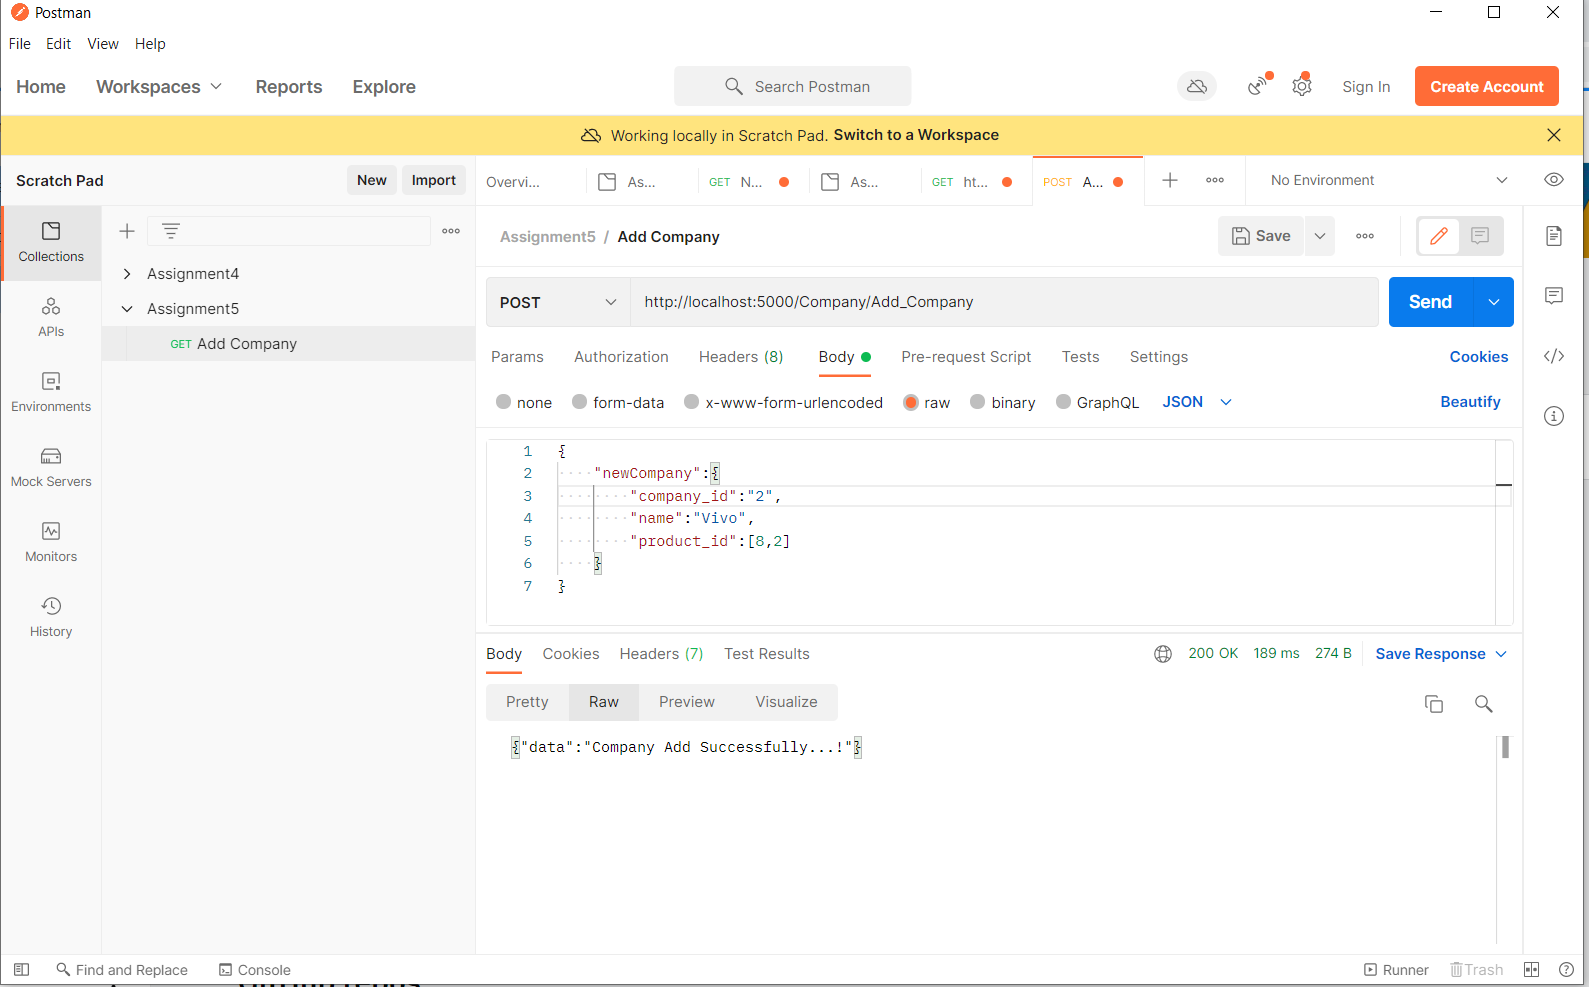 Postman
File Edit View Help
Home Workspaces Reports Explore Search Postman Sign In Create Account
Working locally in Scratch Pad. Switch to a Workspace
Scratch Pad New Import Overvi... As... GET N... As... GET ht... POST A... No Environment
Collections
APIs
Environments
Mock Servers
Monitors
History
Assignment4
Assignment5
GET Add Company
Assignment5 / Add Company Save
POST http://localhost:5000/Company/Add_Company Send
Params Authorization Headers (8) Body Pre-request Script Tests Settings Cookies
none form-data x-www-form-urlencoded raw binary GraphQL JSON Beautify
1 {
2 "newCompany":{
3 "company_id":"2",
4 "name":"Vivo",
5 "product_id":[8,2]
6 }
7 }
Body Cookies Headers (7) Test Results 200 OK 189 ms 274 B Save Response
Pretty Raw Preview Visualize
{"data":"Company Add Successfully...!"}
Find and Replace Console Runner Trash